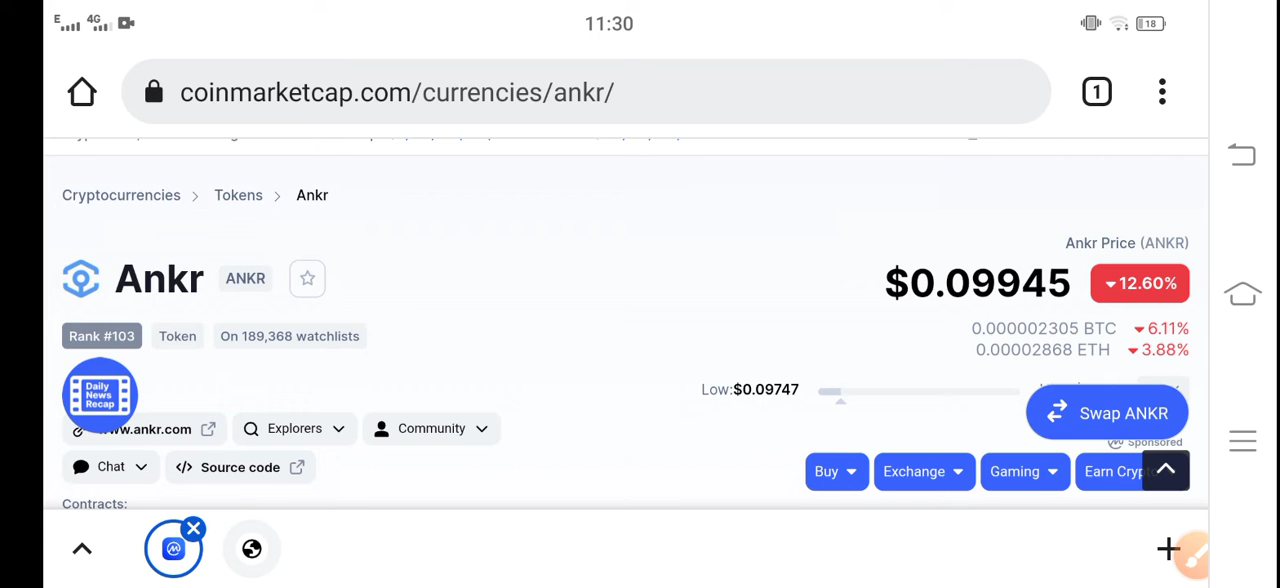 E 4G 11:30 18
coinmarketcap.com/currencies/ankr/ 1
Cryptocurrencies > Tokens > Ankr
Ankr Price (ANKR)
Ankr ANKR $0.09945 12.60%
Rank #103 Token On 189,368 watchlists 0.000002305 BTC 6.11%
0.00002868 ETH 3.88%
Daily
News
Recap
Low:$0.09747
Swap ANKR
www.ankr.com Explorers Community
Sponsored
Chat Source code Buy Exchange Gaming Earn Crypto
Contracts: